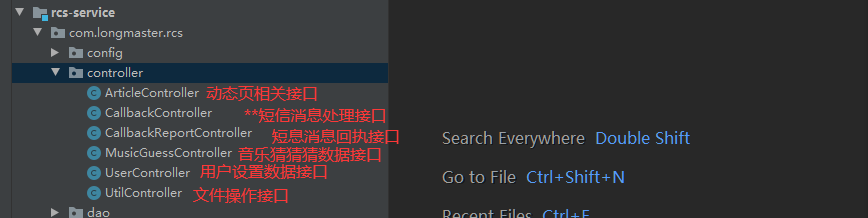 rcs-service
com.longmaster.rcs
config
controller
ArticleController 动态页相关接口
CallbackController **短信消息处理接口
CallbackReportController 短息消息回执接口
MusicGuessController 音乐猜猜猜数据接口
UserController 用户设置数据接口
UtilController 文件操作接口
dao
Search Everywhere Double Shift
Go to File Ctrl+Shift+N
Recent Files Ctrl+E